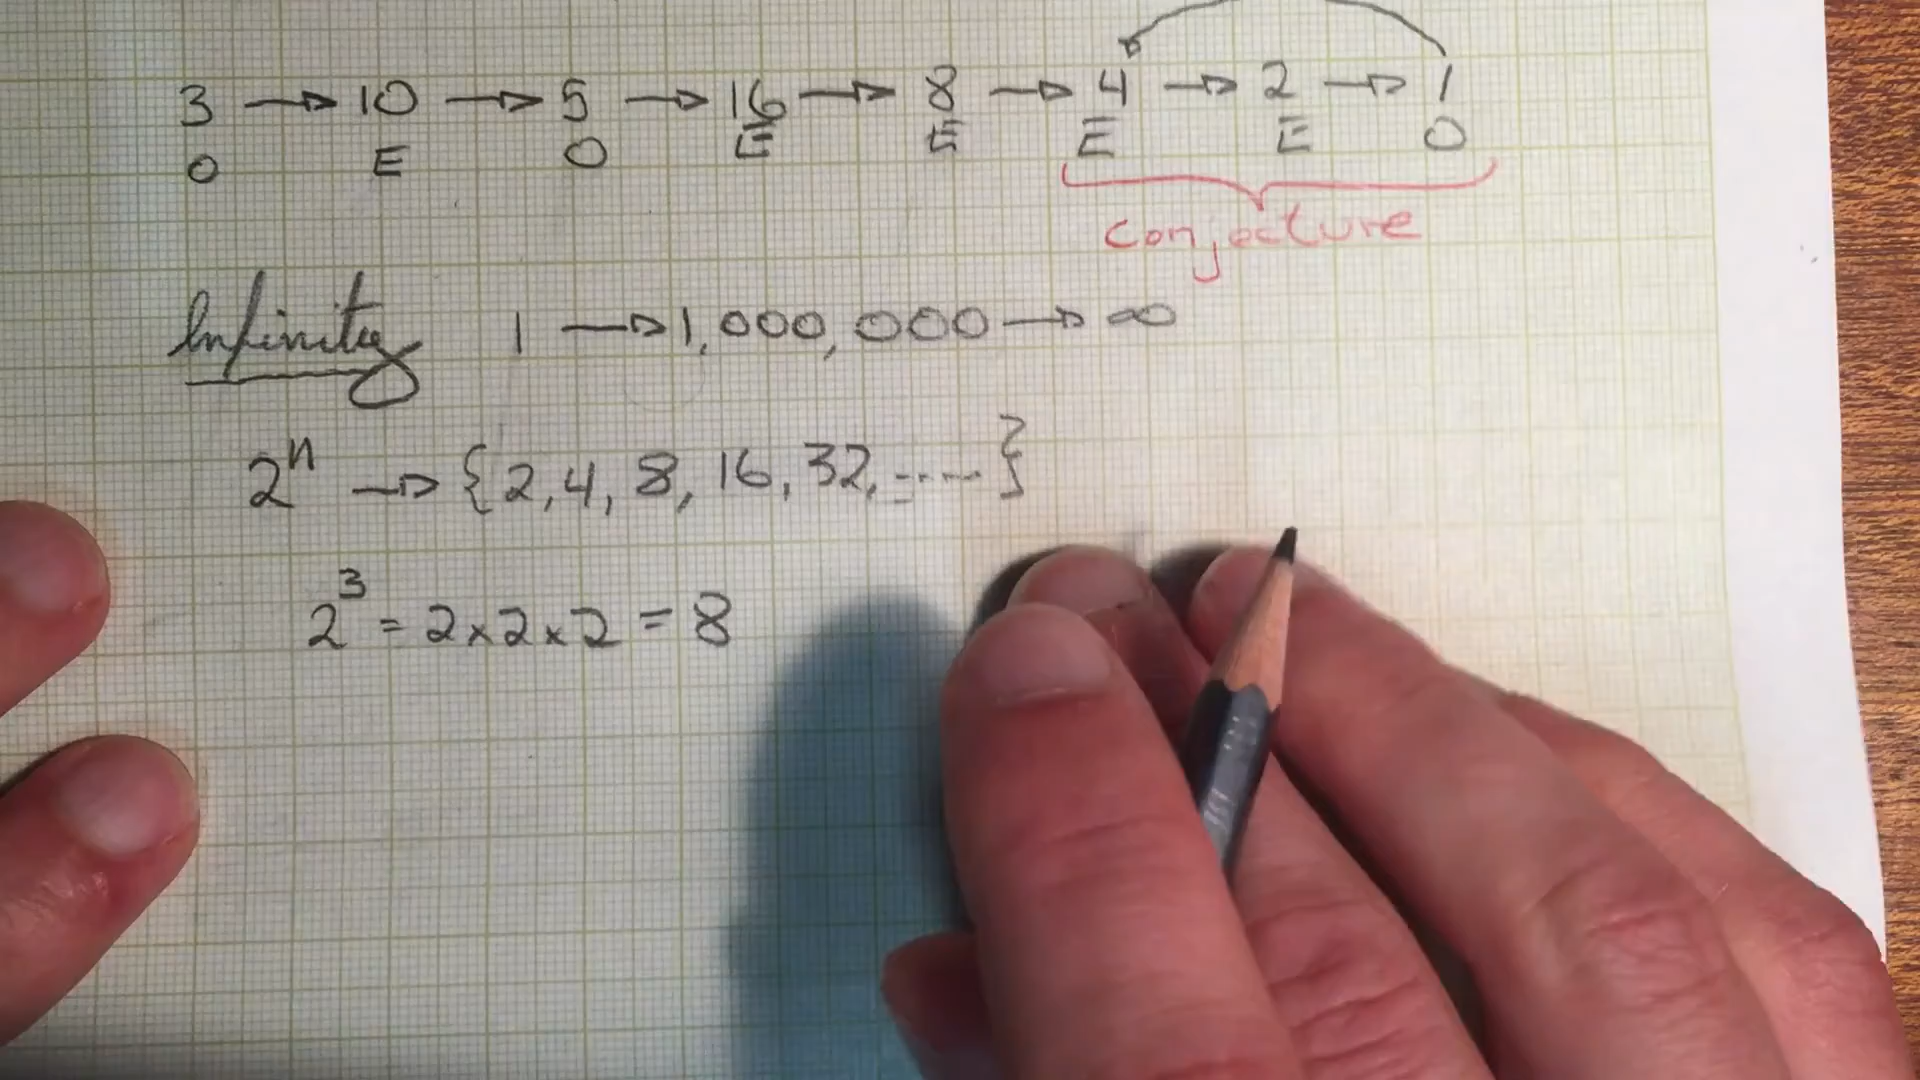 3 → 10 → 5 → 16 → 8 → 4 → 2 → 1
O E O E E E E O
conjecture
Infinity 1 → 1,000,000 → ∞
2ⁿ → {2, 4, 8, 16, 32, ......}
2³ = 2 × 2 × 2 = 8